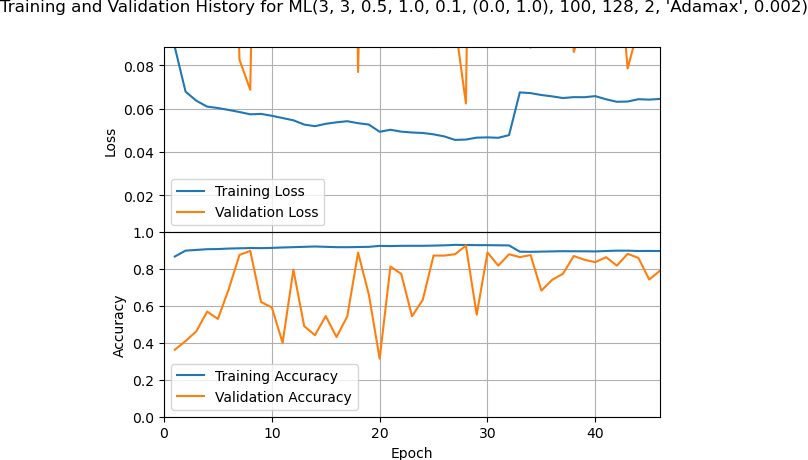 Training and Validation History for ML(3, 3, 0.5, 1.0, 0.1, (0.0, 1.0), 100, 128, 2, 'Adamax', 0.002)
0.08
0.06
0.04
0.02
Loss
Training Loss
Validation Loss
1.0
0.8
0.6
0.4
0.2
0.0
Accuracy
Training Accuracy
Validation Accuracy
0
10
20
30
40
Epoch